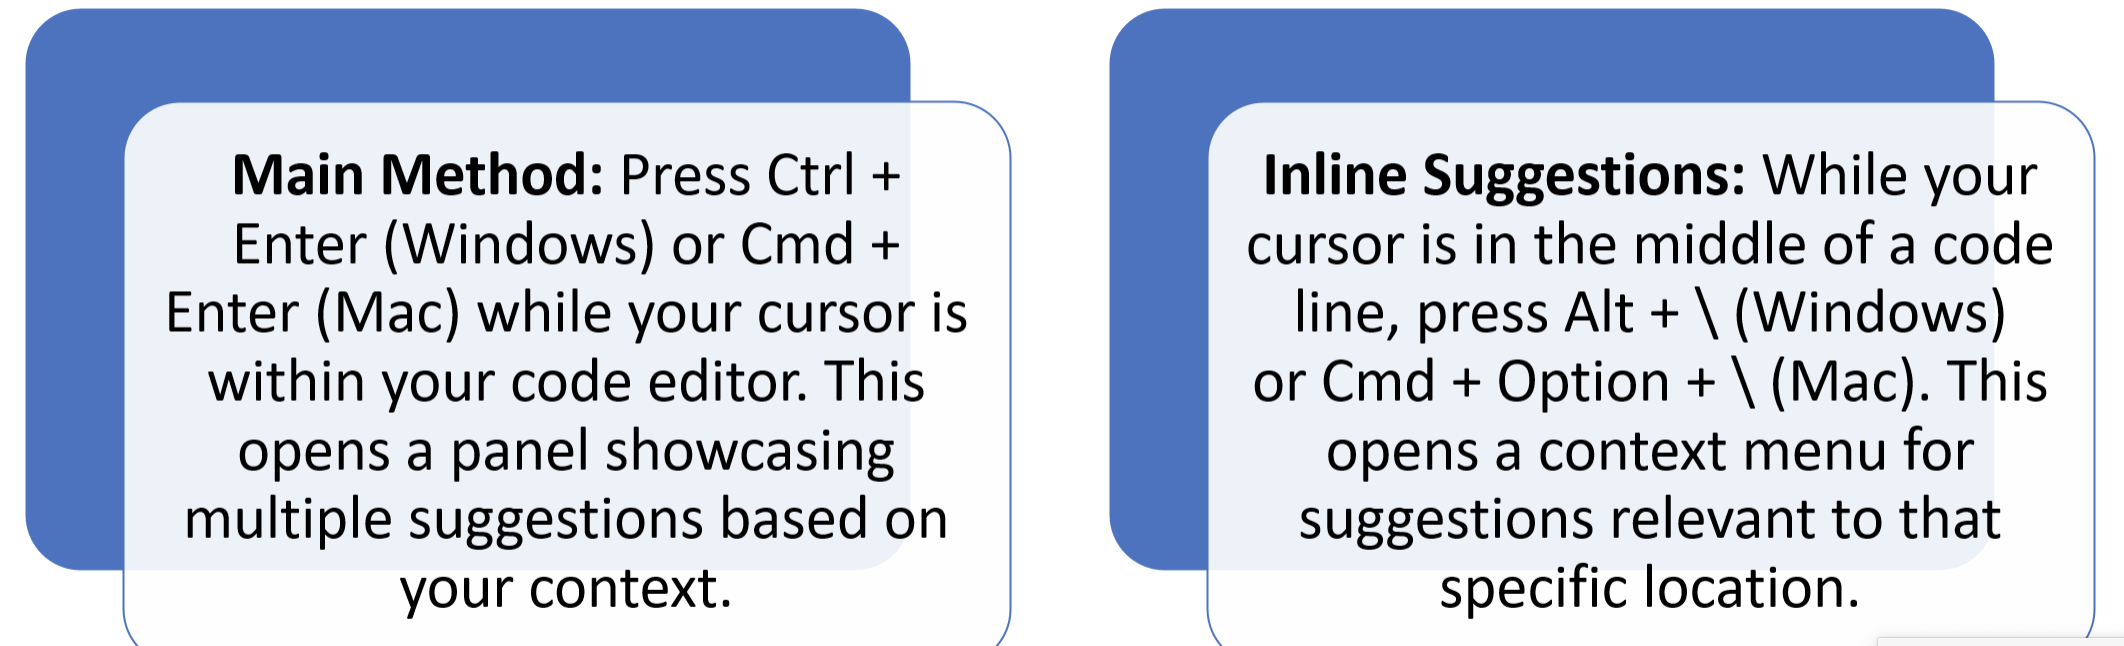 Main Method: Press Ctrl +
Enter (Windows) or Cmd +
Enter (Mac) while your cursor is
within your code editor. This
opens a panel showcasing
multiple suggestions based on
your context.
Inline Suggestions: While your
cursor is in the middle of a code
line, press Alt + \ (Windows)
or Cmd + Option + \ (Mac). This
opens a context menu for
suggestions relevant to that
specific location.